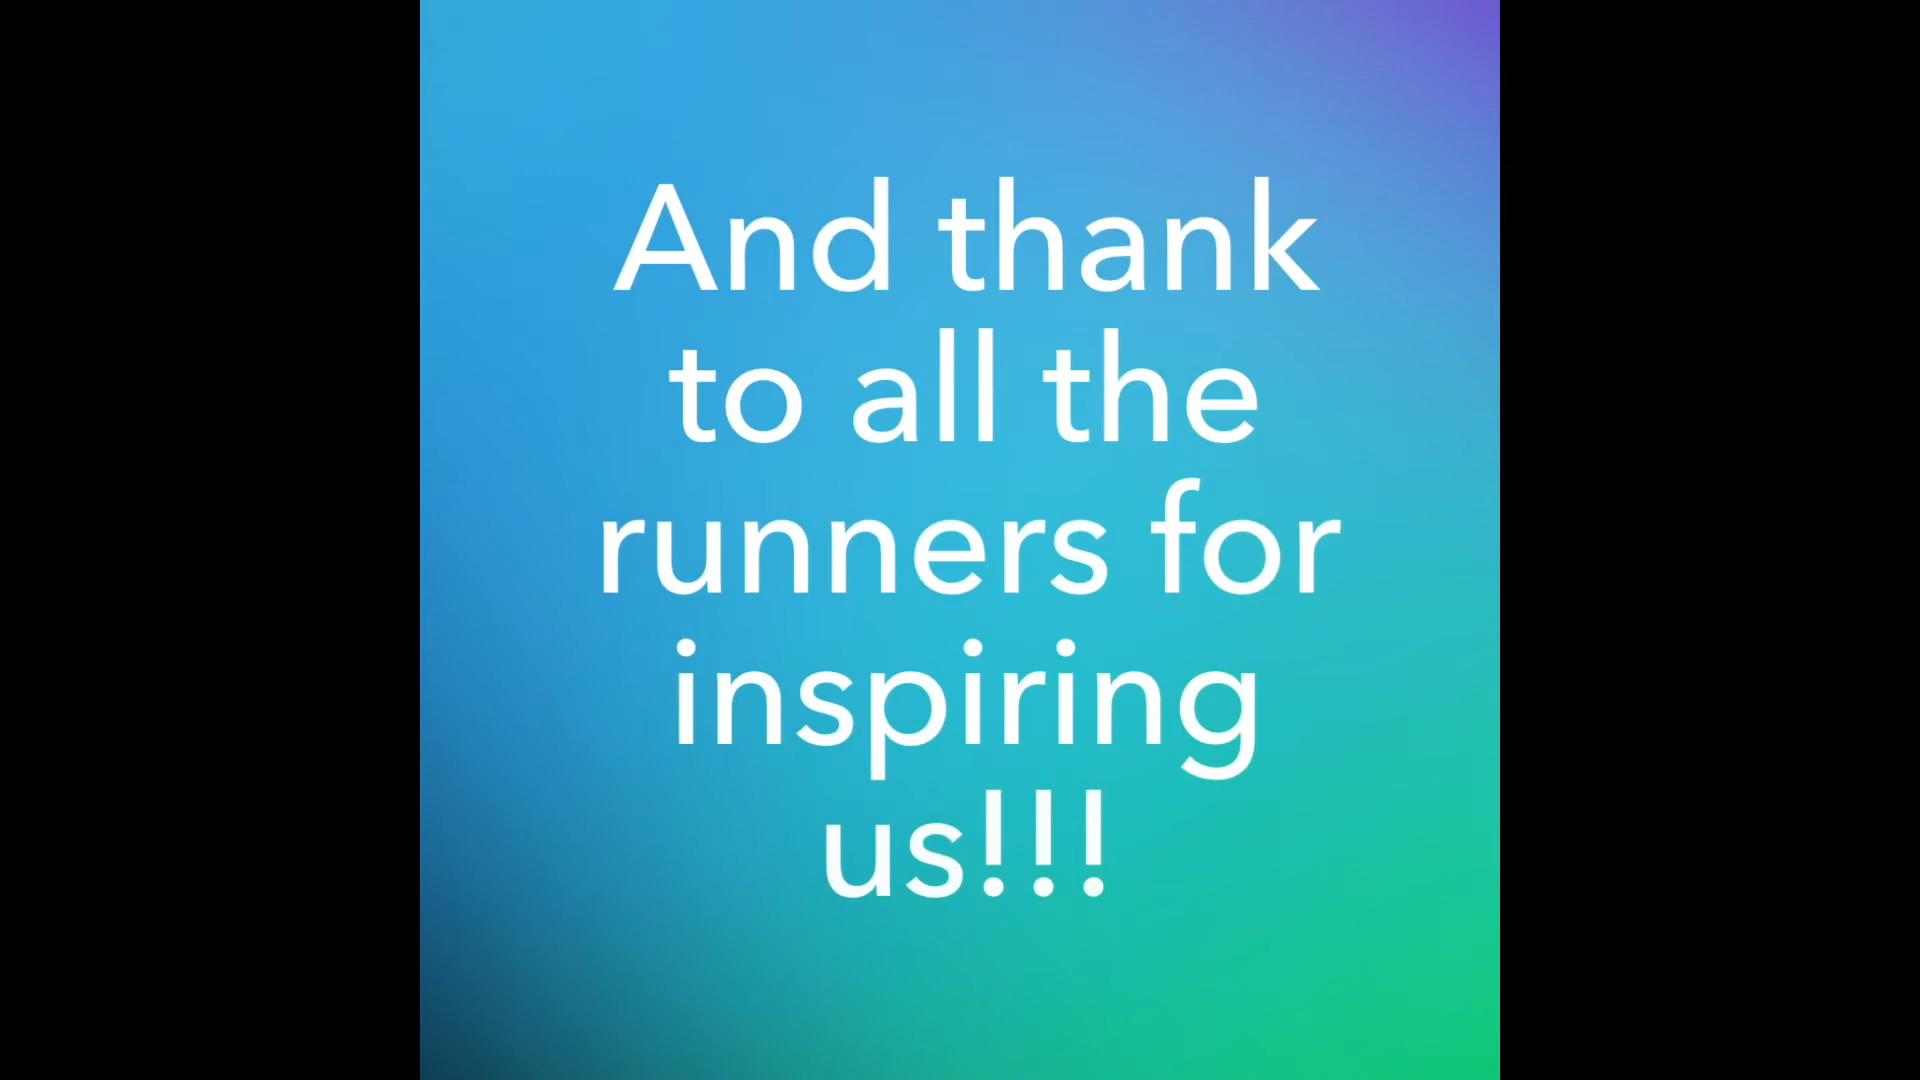 And thank
to all the
runners for
inspiring
us!!!